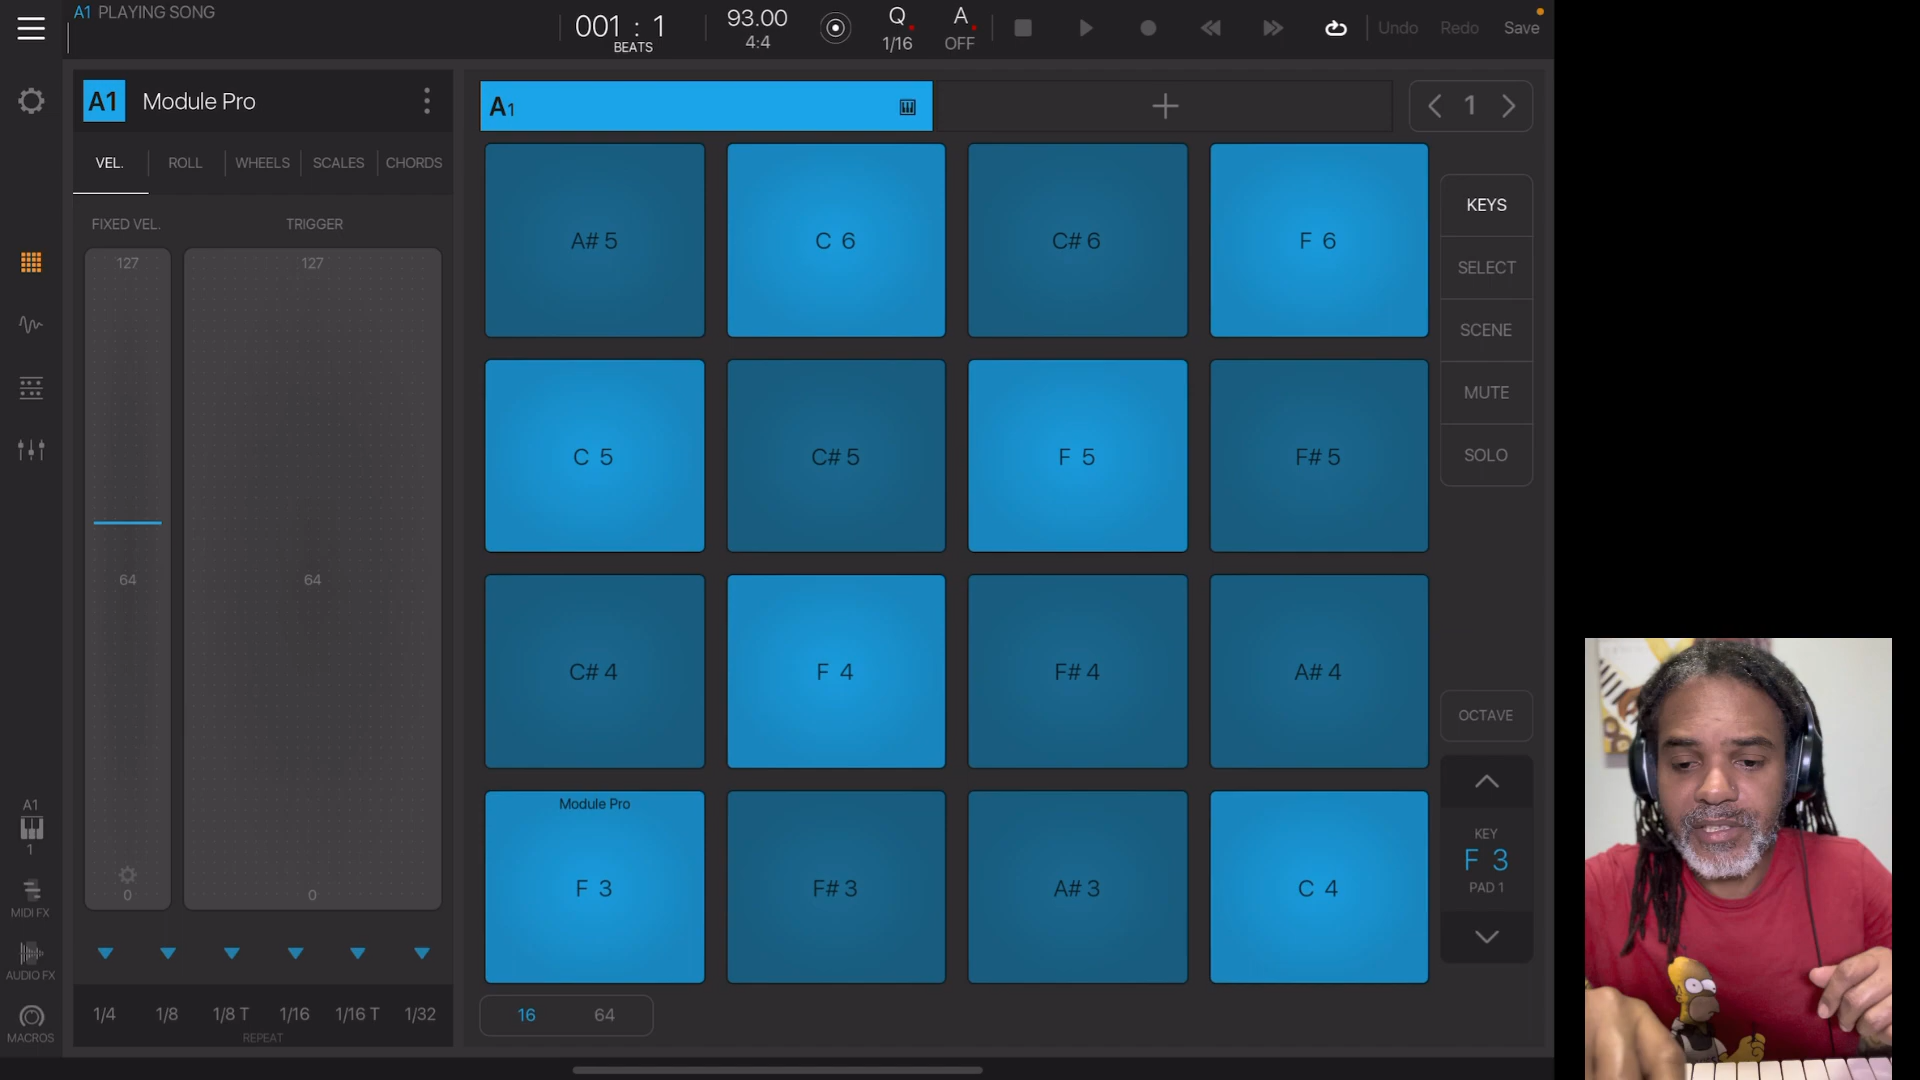 A1 PLAYING SONG
001 : 1
BEATS
93.00
4:4
Q
1/16
A
OFF
Undo
Redo
Save
A1
Module Pro
VEL.
ROLL
WHEELS
SCALES
CHORDS
FIXED VEL.
TRIGGER
127
127
64
64
0
0
1/4
1/8
1/8 T
1/16
1/16 T
1/32
REPEAT
A1
1
MIDI FX
AUDIO FX
MACROS
A1
1
A# 5
C 6
C# 6
F 6
C 5
C# 5
F 5
F# 5
C# 4
F 4
F# 4
A# 4
Module Pro
F 3
F# 3
A# 3
C 4
16
64
KEYS
SELECT
SCENE
MUTE
SOLO
OCTAVE
KEY
F 3
PAD 1